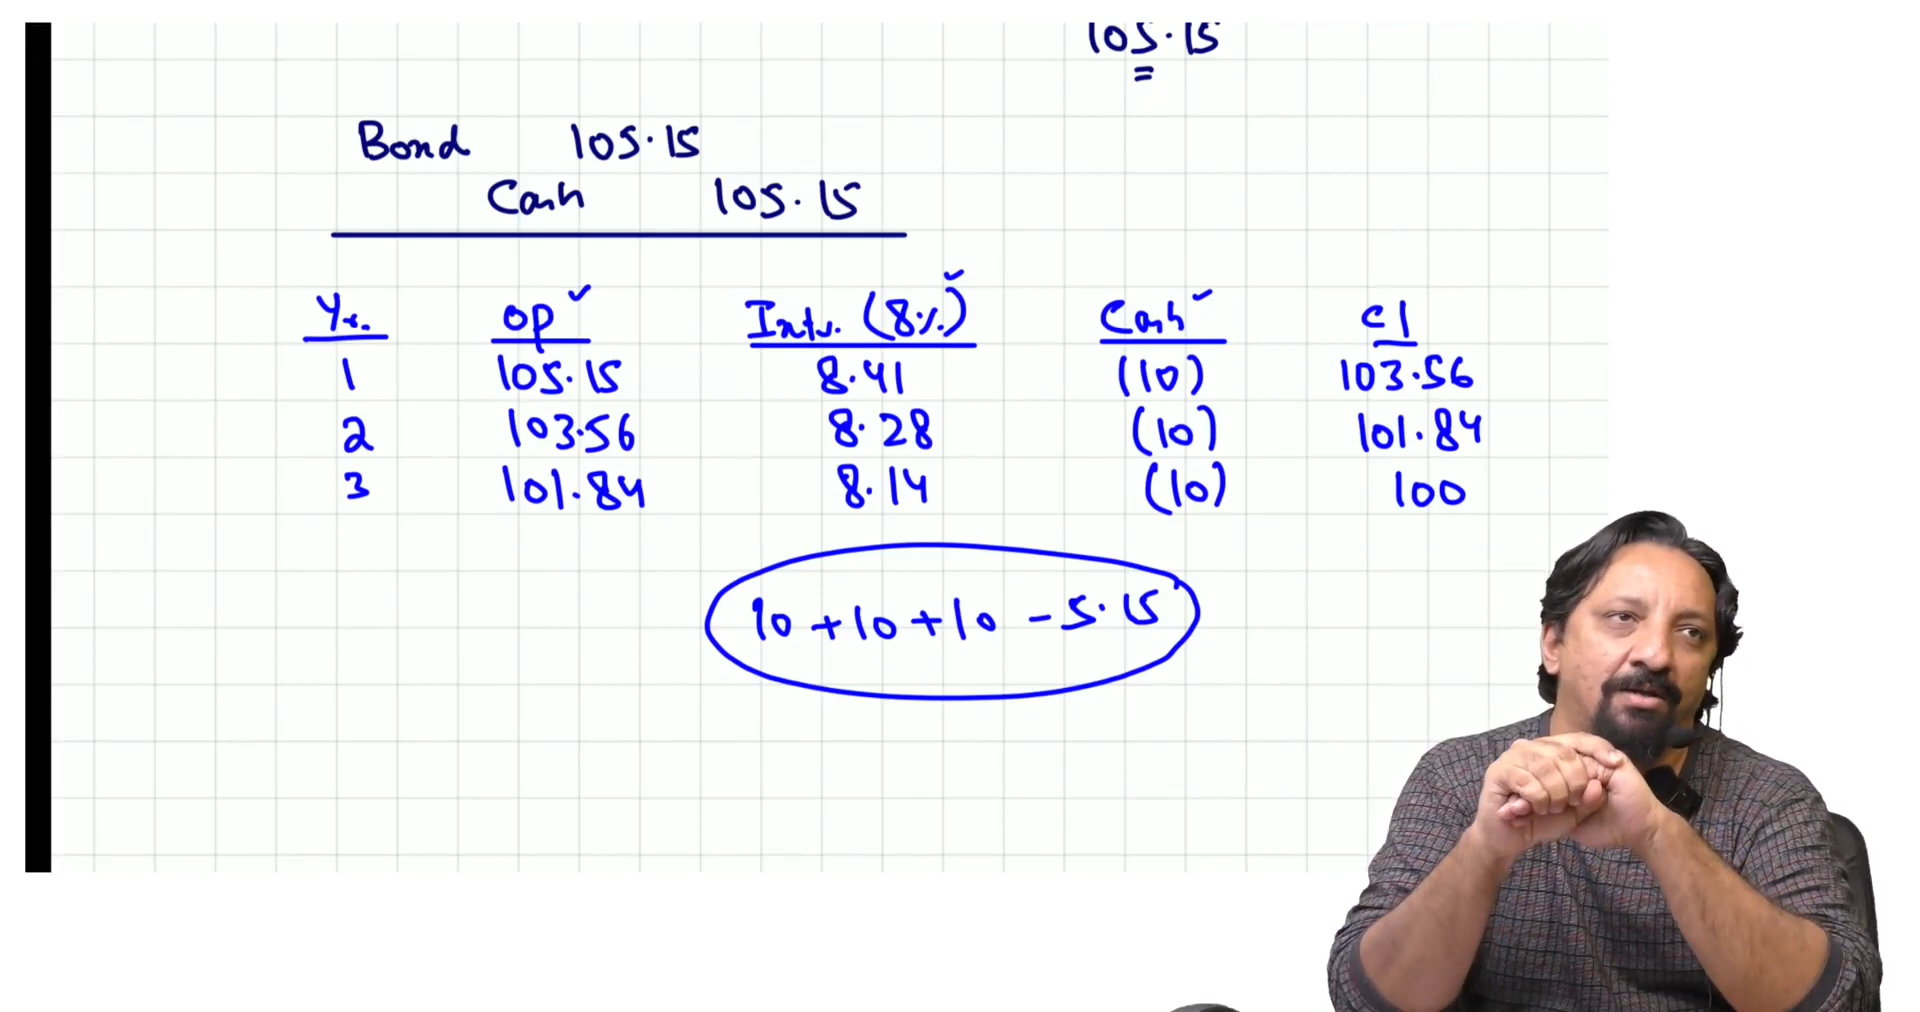 105.15
Bond 105.15
Cash 105.15
Yr. op Intr. (8%) Cash cl
1 105.15 8.41 (10) 103.56
2 103.56 8.28 (10) 101.84
3 101.84 8.14 (10) 100
10 + 10 + 10 - 5.15